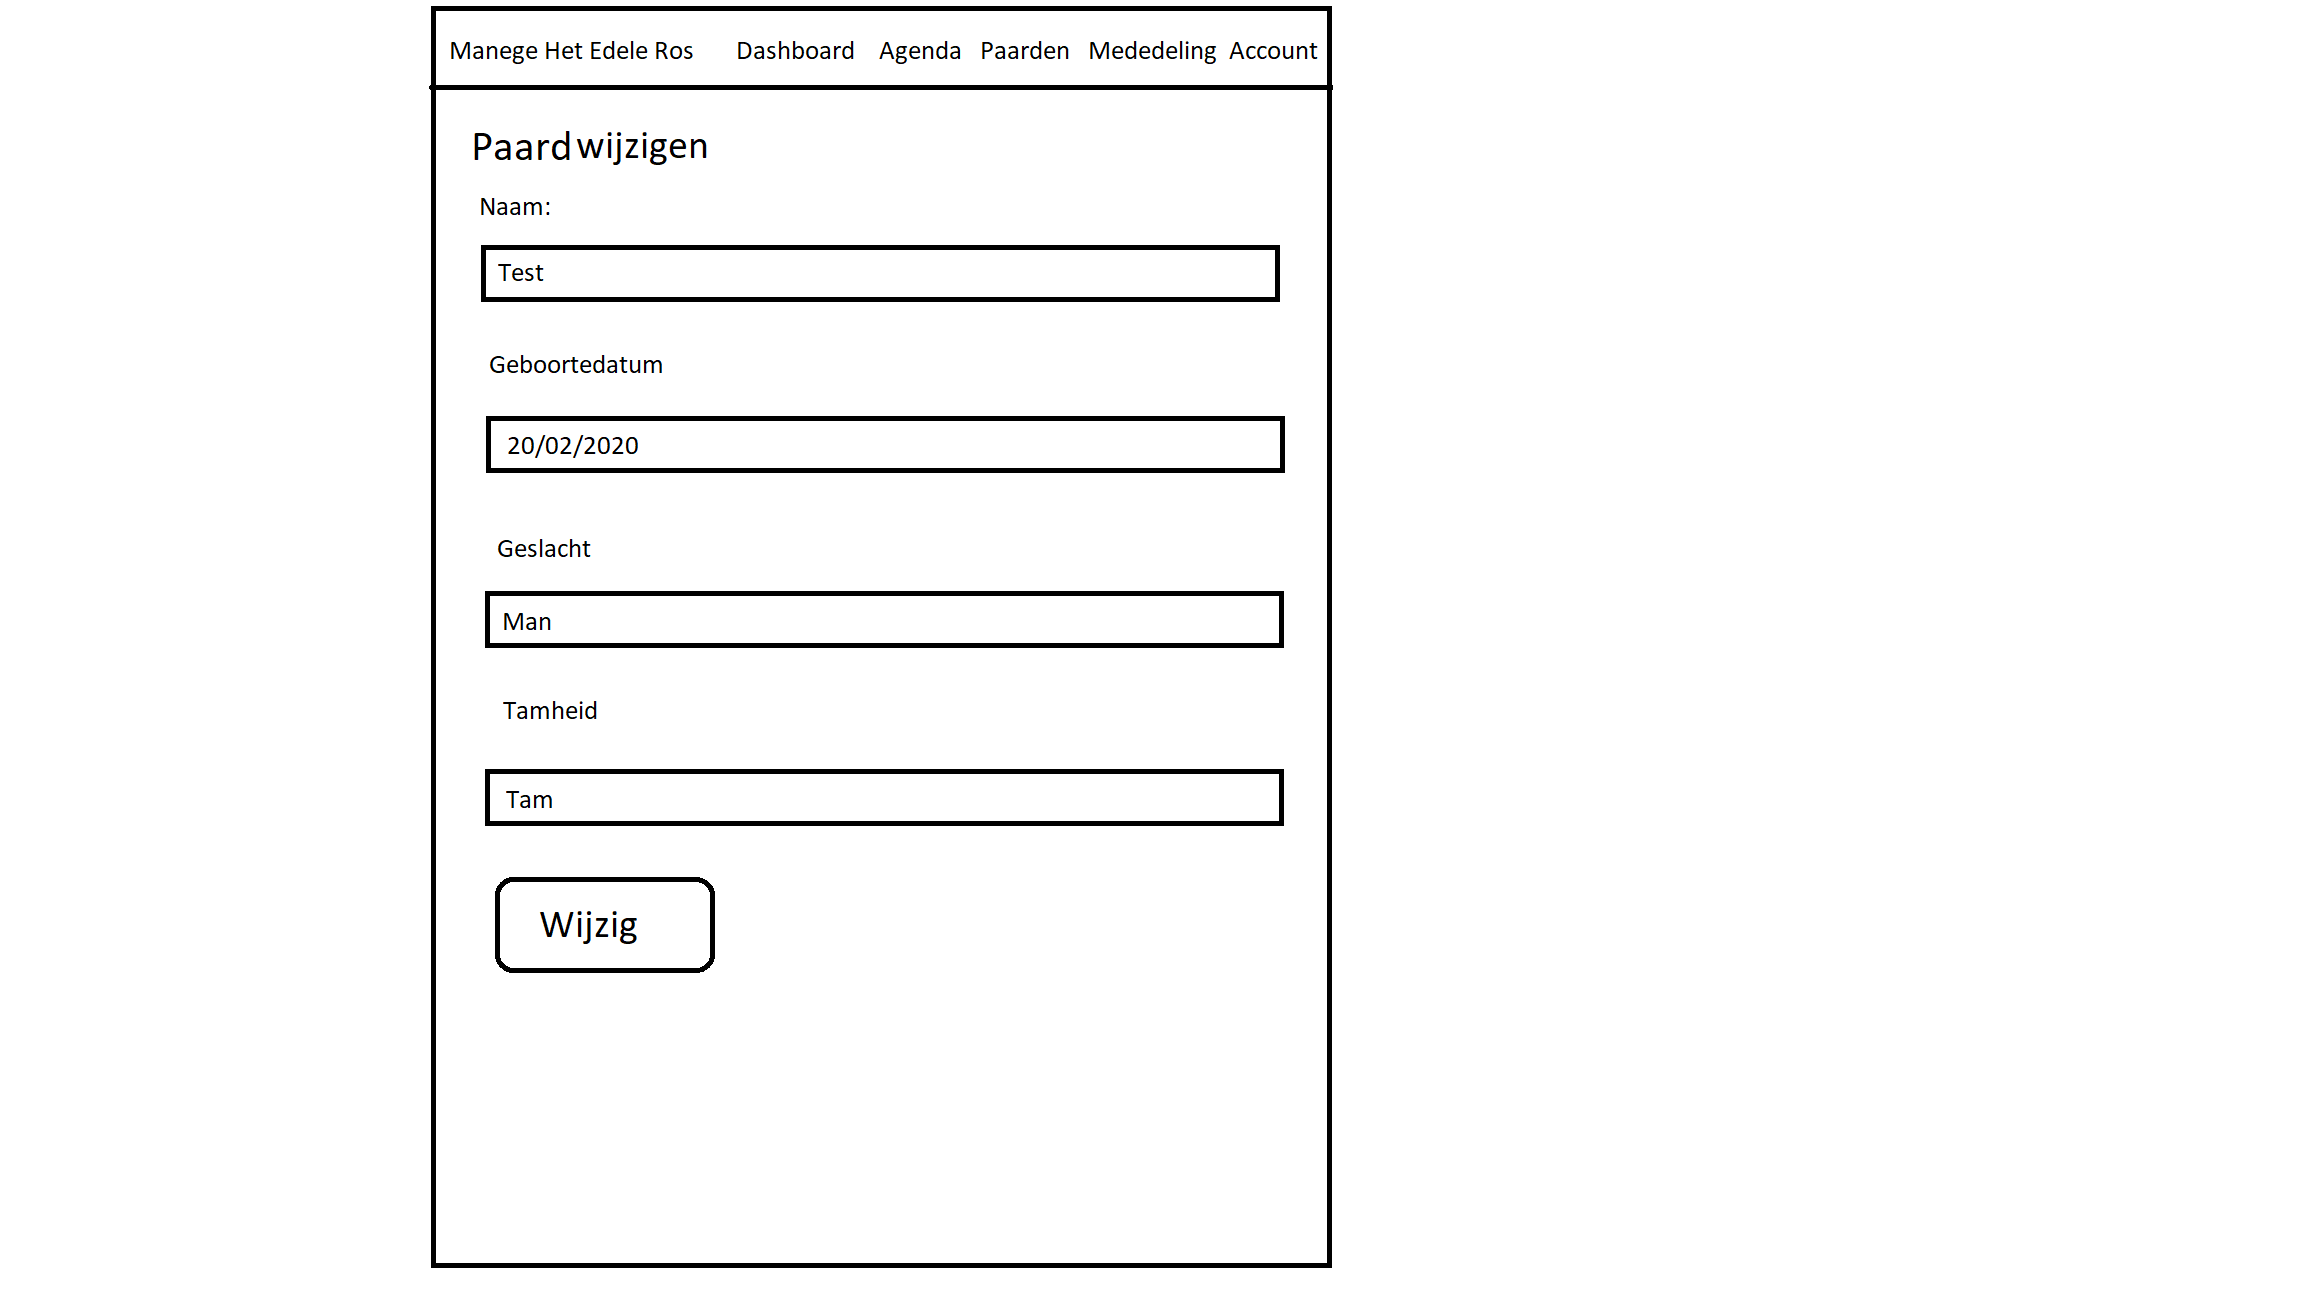 Manege Het Edele Ros Dashboard Agenda Paarden Mededeling Account
Paard wijzigen
Naam:
Test
Geboortedatum
20/02/2020
Geslacht
Man
Tamheid
Tam
Wijzig